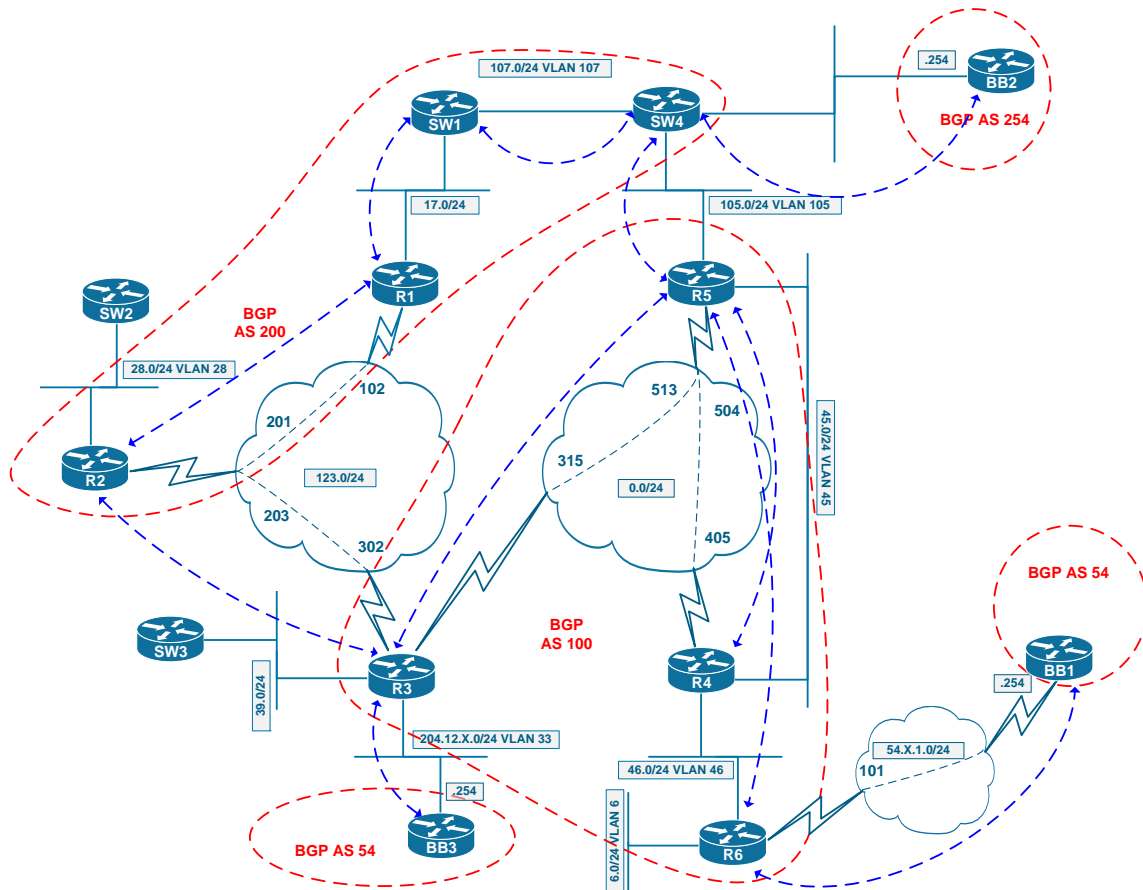 .254
BB2
107.0/24 VLAN 107
BGP AS 254
SW1
SW4
17.0/24
105.0/24 VLAN 105
SW2
R1
R5
BGP
AS 200
28.0/24 VLAN 28
102
513
504
201
R2
123.0/24
315
0.0/24
45.0/24 VLAN 45
203
302
405
BGP AS 54
BGP
AS 100
SW3
R3
R4
BB1
.254
39.0/24
204.12.X.0/24 VLAN 33
46.0/24 VLAN 46
54.X.1.0/24
101
.254
BGP AS 54
BB3
6.0/24 VLAN 6
R6